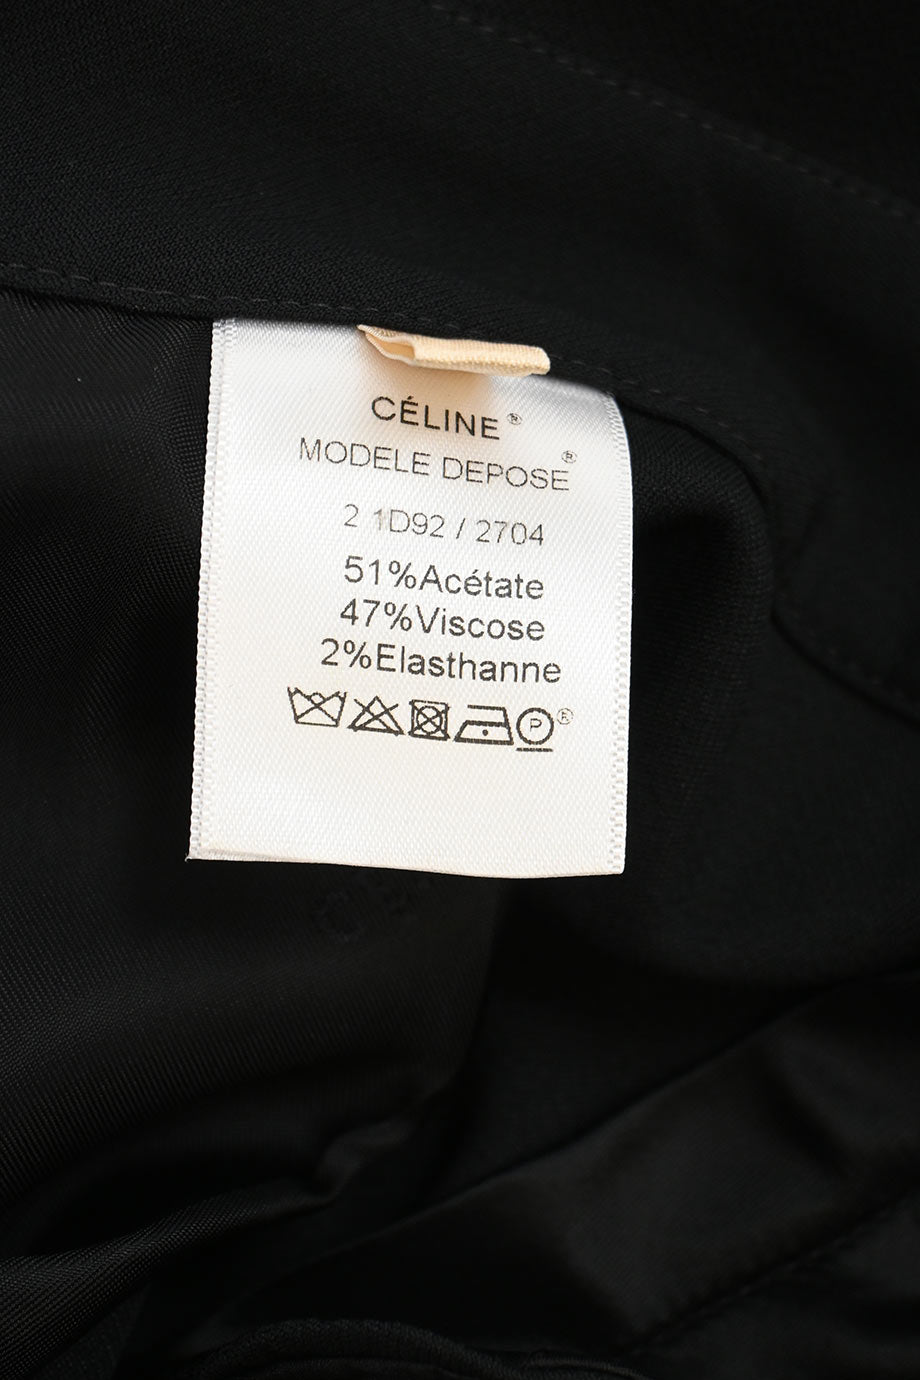 CÉLINE®
MODELE DEPOSE®
2 1D92 / 2704
51%Acétate
47%Viscose
2%Elasthanne
P ®